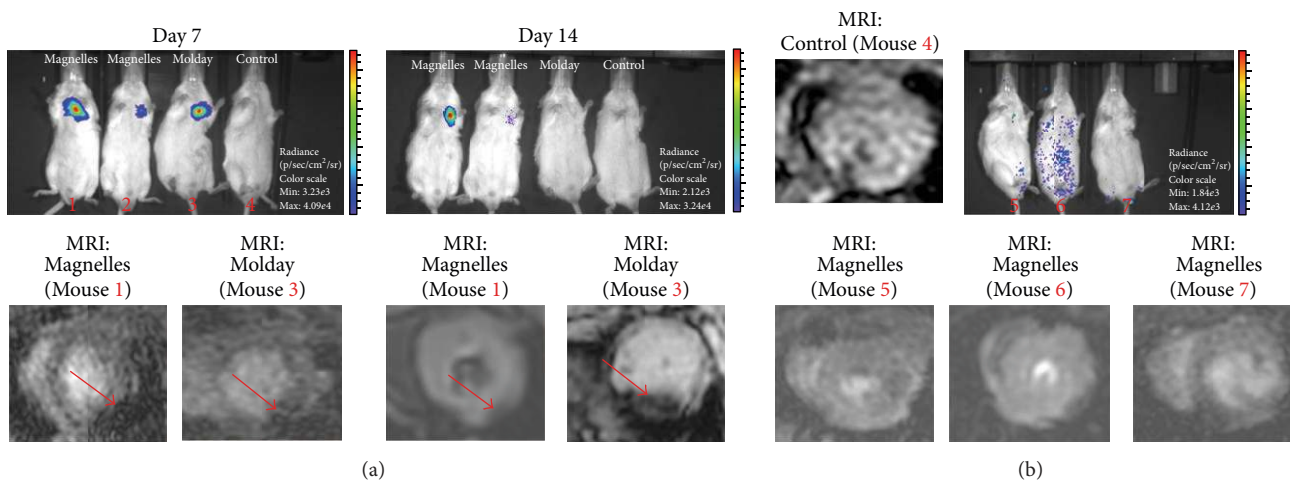 Day 7
Magnelles Magnelles Molday Control
Radiance
(p/sec/cm²/sr)
Color scale
Min: 3.23e3
Max: 4.09e4
1 2 3 4
Day 14
Magnelles Magnelles Molday Control
Radiance
(p/sec/cm²/sr)
Color scale
Min: 2.12e3
Max: 3.24e4
MRI:
Control (Mouse 4)
Radiance
(p/sec/cm²/sr)
Color scale
Min: 1.84e3
Max: 4.12e3
5 6 7
MRI:
Magnelles
(Mouse 1)
MRI:
Molday
(Mouse 3)
MRI:
Magnelles
(Mouse 1)
MRI:
Molday
(Mouse 3)
MRI:
Magnelles
(Mouse 5)
MRI:
Magnelles
(Mouse 6)
MRI:
Magnelles
(Mouse 7)
(a)
(b)